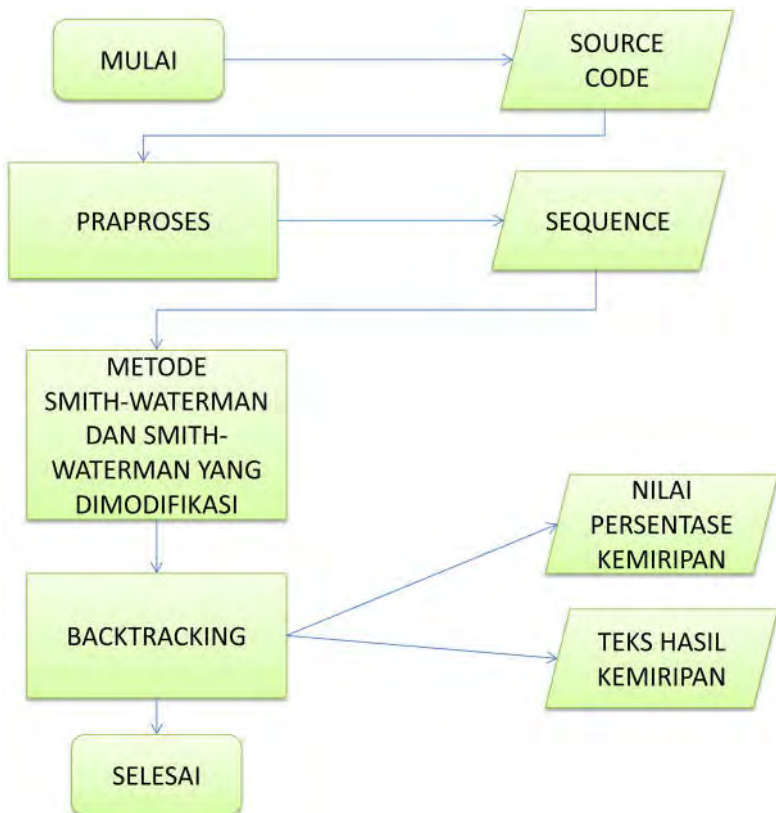 MULAI
SOURCE
CODE
PRAPROSES
SEQUENCE
METODE
SMITH-WATERMAN
DAN SMITH-
WATERMAN YANG
DIMODIFIKASI
NILAI
PERSENTASE
KEMIRIPAN
BACKTRACKING
TEKS HASIL
KEMIRIPAN
SELESAI